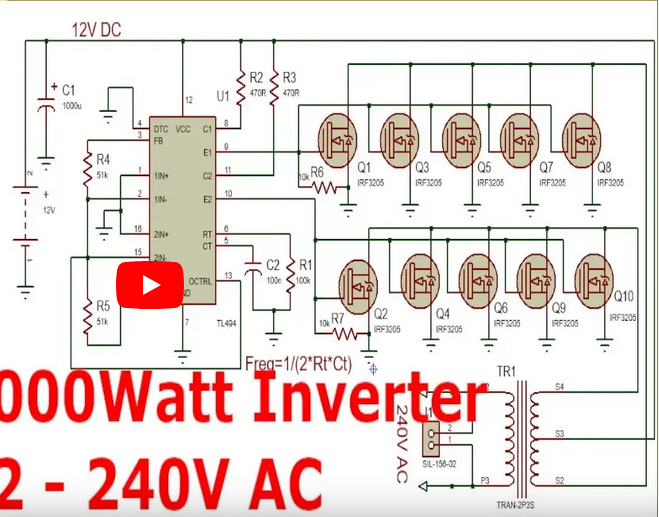 12V DC
C1
1000u
R2
470R
R3
470R
U1
12
4
3
1
2
16
15
DTC
FB
1IN+
1IN-
2IN+
2IN-
VCC
C1
E1
C2
E2
RT
CT
OCTRL
ND
8
9
11
10
6
5
13
7
TL494
R4
51k
R5
51k
2
12V
1
C2
100n
R1
100k
R6
10k
R7
10k
Q1
IRF3205
Q3
IRF3205
Q5
IRF3205
Q7
IRF3205
Q8
IRF3205
Q2
IRF3205
Q4
IRF3205
Q6
IRF3205
Q9
IRF3205
Q10
IRF3205
Freq=1/(2*Rt*Ct)
000Watt Inverter
2 - 240V AC
240V AC
2
1
SIL-156-02
TR1
P3
S4
S3
S2
TRAN-2P3S